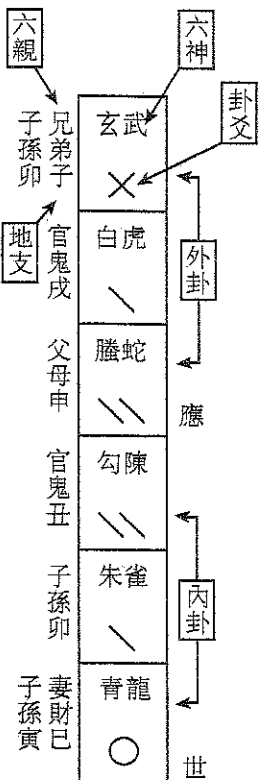 六親
六神
卦爻
兄弟子
子孫卯
玄武
地支
官鬼戌
白虎
外卦
父母申
螣蛇
應
官鬼丑
勾陳
子孫卯
朱雀
內卦
妻財巳
子孫寅
青龍
世